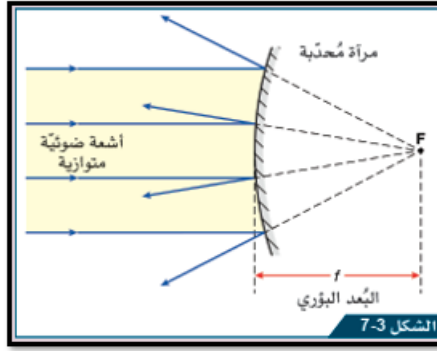 مرآة مُحدّبة
F
أشعة ضوئيّة
متوازية
f
البُعد البؤري
الشكل 3-7